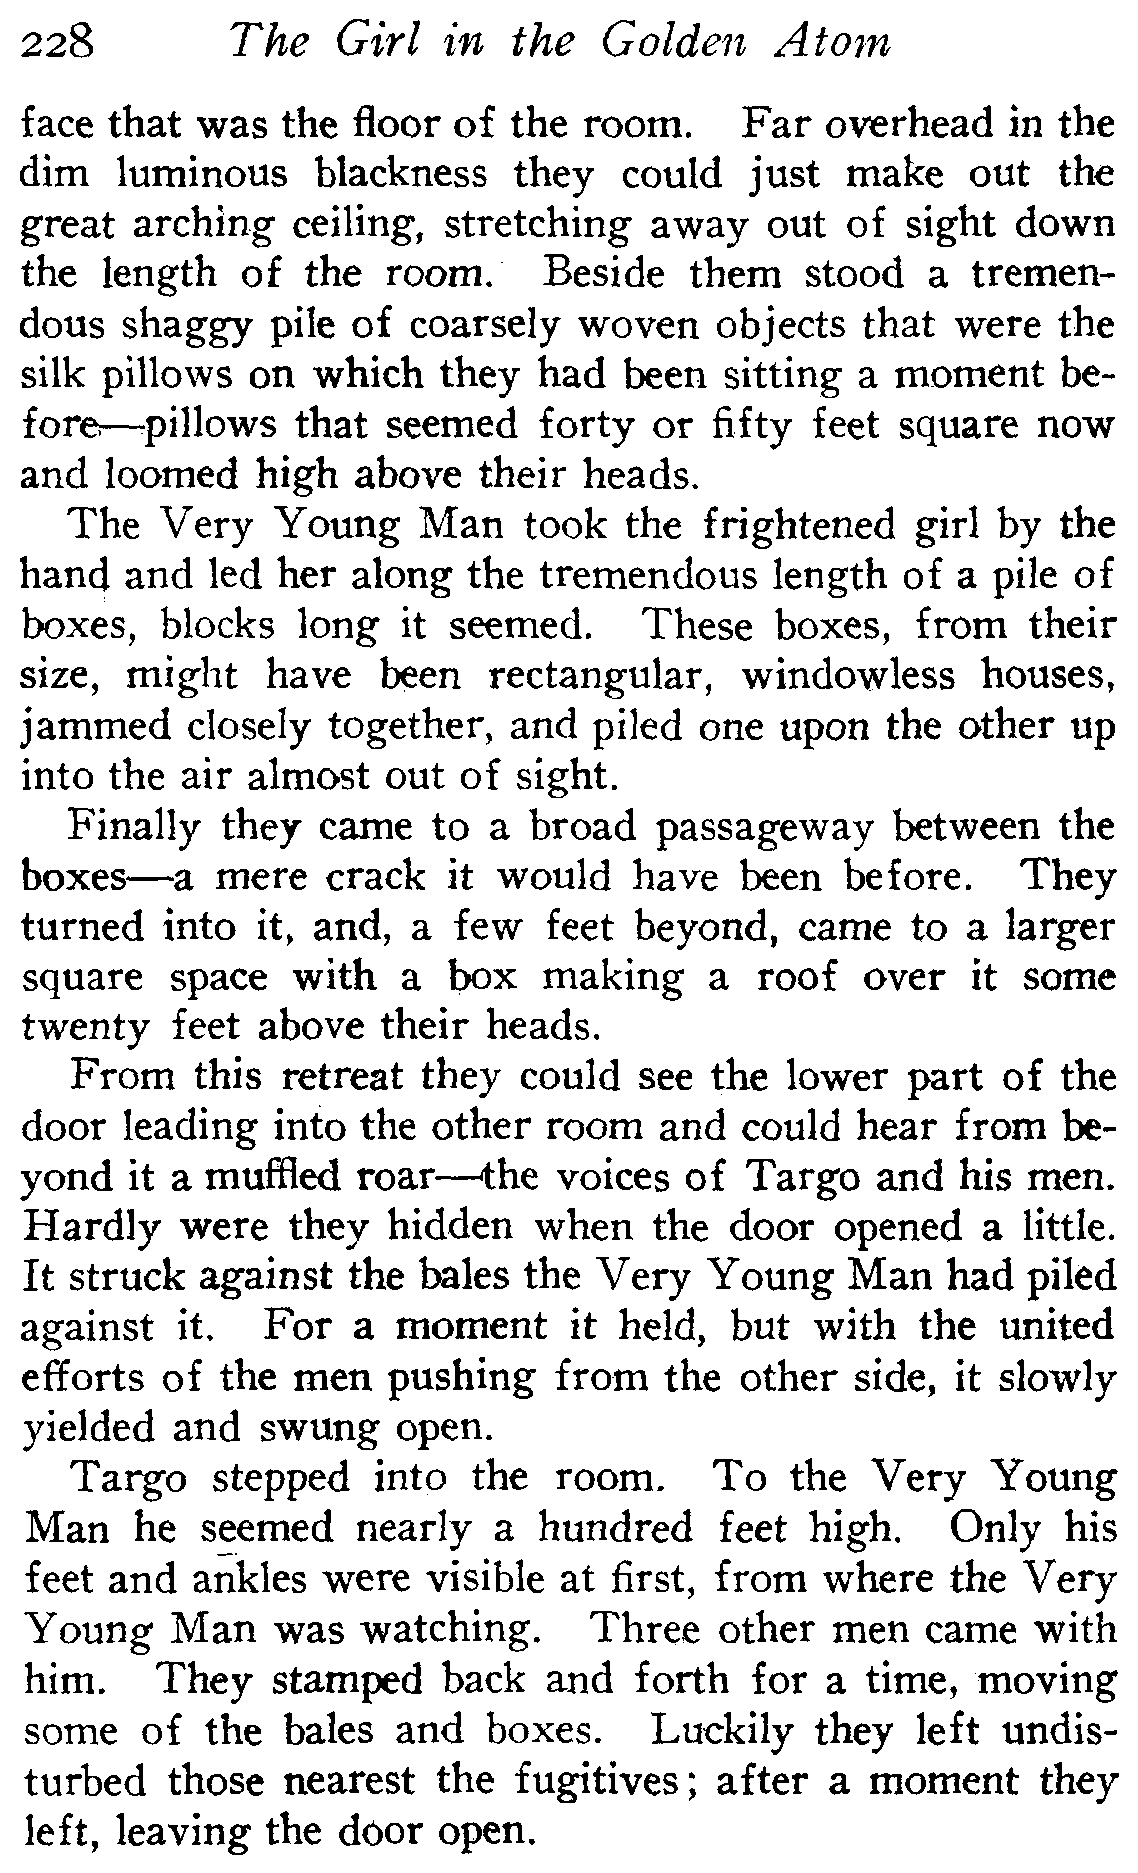 228 The Girl in the Golden Atom
face that was the floor of the room. Far overhead in the
dim luminous blackness they could just make out the
great arching ceiling, stretching away out of sight down
the length of the room. Beside them stood a tremen-
dous shaggy pile of coarsely woven objects that were the
silk pillows on which they had been sitting a moment be-
fore—pillows that seemed forty or fifty feet square now
and loomed high above their heads.
The Very Young Man took the frightened girl by the
hand and led her along the tremendous length of a pile of
boxes, blocks long it seemed. These boxes, from their
size, might have been rectangular, windowless houses,
jammed closely together, and piled one upon the other up
into the air almost out of sight.
Finally they came to a broad passageway between the
boxes—a mere crack it would have been before. They
turned into it, and, a few feet beyond, came to a larger
square space with a box making a roof over it some
twenty feet above their heads.
From this retreat they could see the lower part of the
door leading into the other room and could hear from be-
yond it a muffled roar—the voices of Targo and his men.
Hardly were they hidden when the door opened a little.
It struck against the bales the Very Young Man had piled
against it. For a moment it held, but with the united
efforts of the men pushing from the other side, it slowly
yielded and swung open.
Targo stepped into the room. To the Very Young
Man he seemed nearly a hundred feet high. Only his
feet and ankles were visible at first, from where the Very
Young Man was watching. Three other men came with
him. They stamped back and forth for a time, moving
some of the bales and boxes. Luckily they left undis-
turbed those nearest the fugitives; after a moment they
left, leaving the door open.